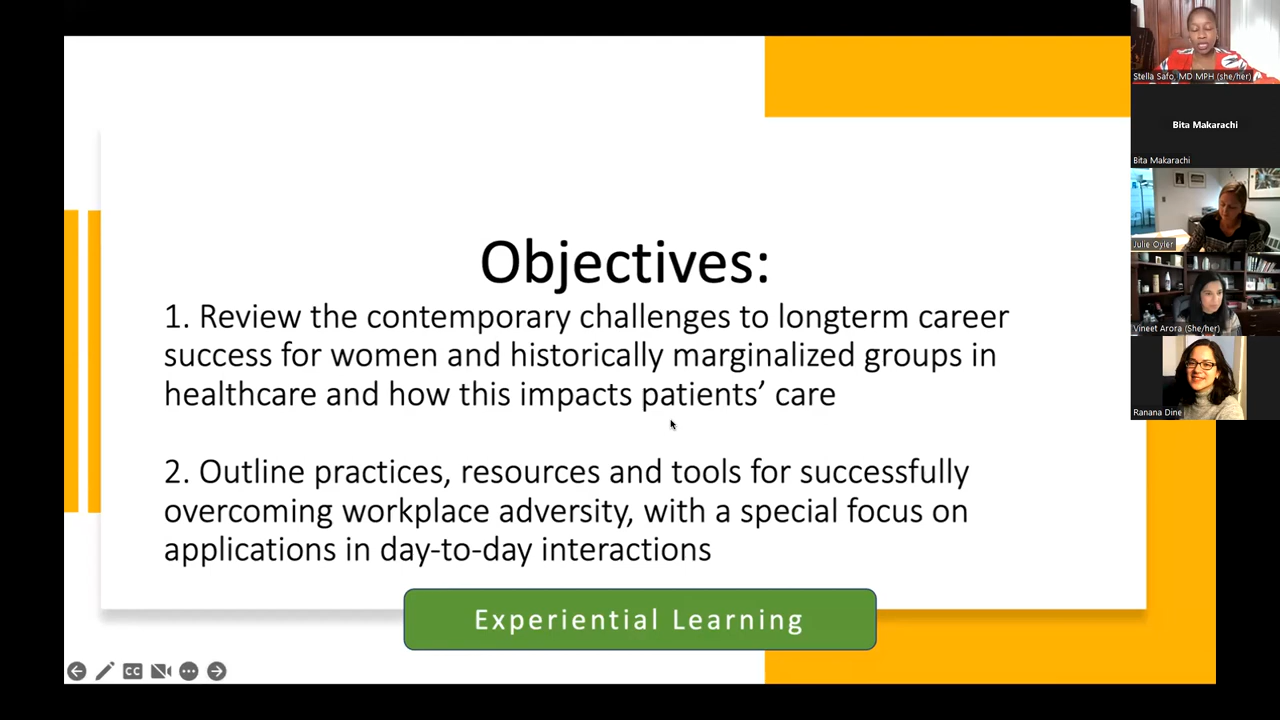 Objectives:
1. Review the contemporary challenges to longterm career
success for women and historically marginalized groups in
healthcare and how this impacts patients’ care
2. Outline practices, resources and tools for successfully
overcoming workplace adversity, with a special focus on
applications in day-to-day interactions
Experiential Learning
CC
Stella Safo, MD MPH (she/her)
Bita Makarachi
Bita Makarachi
Julie Oyler
Vineet Arora (She/her)
Ranana Dine